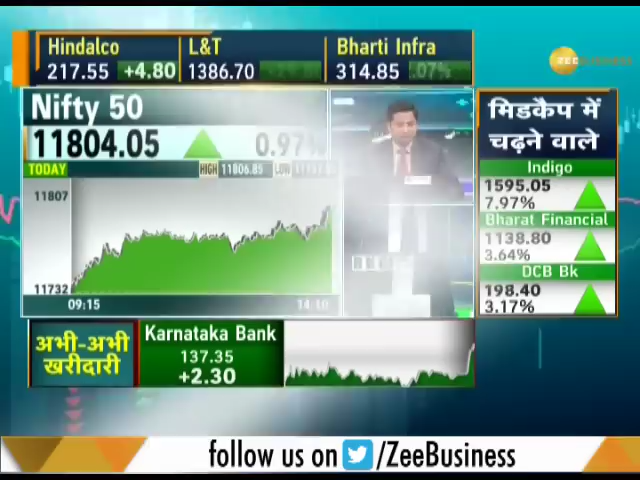 Hindalco
217.55 +4.80
L&T
1386.70
Bharti Infra
314.85 .07%
ZEE BUSINESS
Nifty 50
11804.05 0.97%
TODAY
HIGH 11806.85 LOW
11807
11732
09:15 14:10
मिडकैप में
चढ़ने वाले
Indigo
1595.05
7.97%
Bharat Financial
1138.80
3.64%
DCB Bk
198.40
3.17%
अभी-अभी
खरीदारी
Karnataka Bank
137.35
+2.30
follow us on /ZeeBusiness